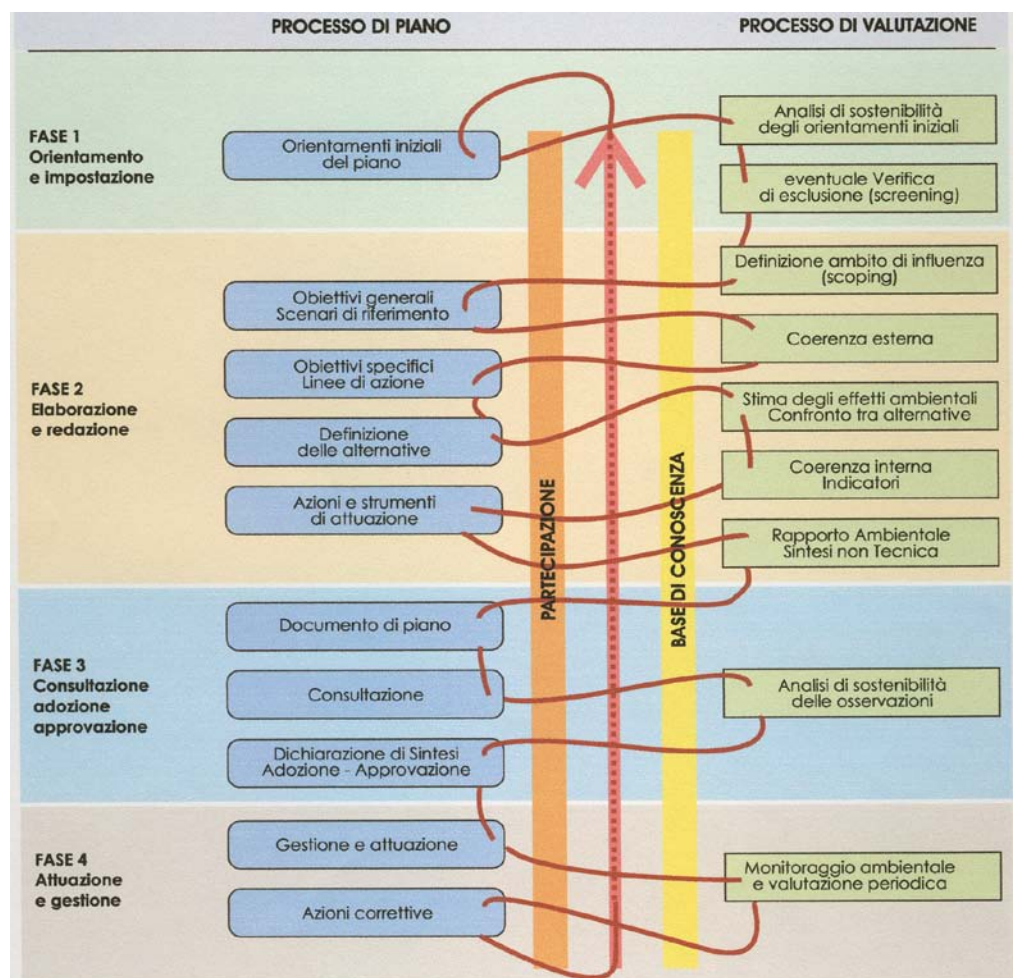 PROCESSO DI PIANO
PROCESSO DI VALUTAZIONE
FASE 1
Orientamento
e impostazione
Orientamenti iniziali
del piano
Analisi di sostenibilità
degli orientamenti iniziali
eventuale Verifica
di esclusione (screening)
FASE 2
Elaborazione
e redazione
Obiettivi generali
Scenari di riferimento
Obiettivi specifici
Linee di azione
Definizione
delle alternative
Azioni e strumenti
di attuazione
Definizione ambito di influenza
(scoping)
Coerenza esterna
Stima degli effetti ambientali
Confronto tra alternative
Coerenza interna
Indicatori
Rapporto Ambientale
Sintesi non Tecnica
PARTECIPAZIONE
BASE DI CONOSCENZA
FASE 3
Consultazione
adozione
approvazione
Documento di piano
Consultazione
Dichiarazione di Sintesi
Adozione - Approvazione
Analisi di sostenibilità
delle osservazioni
FASE 4
Attuazione
e gestione
Gestione e attuazione
Azioni correttive
Monitoraggio ambientale
e valutazione periodica